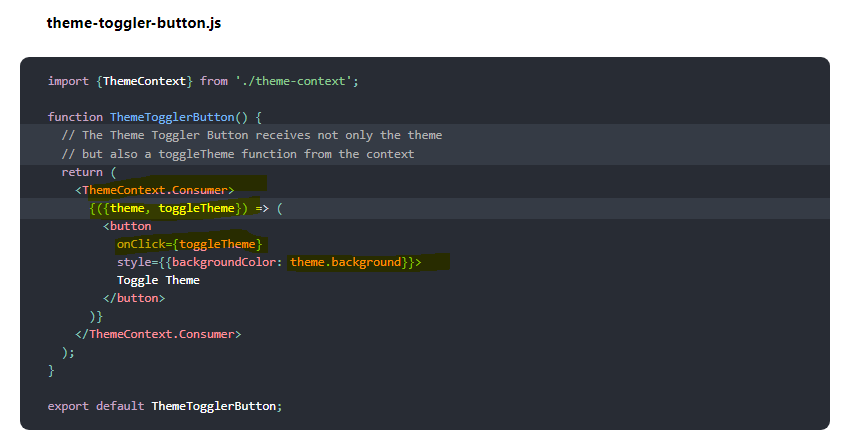 theme-toggler-button.js
import {ThemeContext} from './theme-context';
function ThemeTogglerButton() {
// The Theme Toggler Button receives not only the theme
// but also a toggleTheme function from the context
return (
<ThemeContext.Consumer>
{({theme, toggleTheme}) => (
<button
onClick={toggleTheme}
style={{backgroundColor: theme.background}}>
Toggle Theme
</button>
)}
</ThemeContext.Consumer>
);
}
export default ThemeTogglerButton;